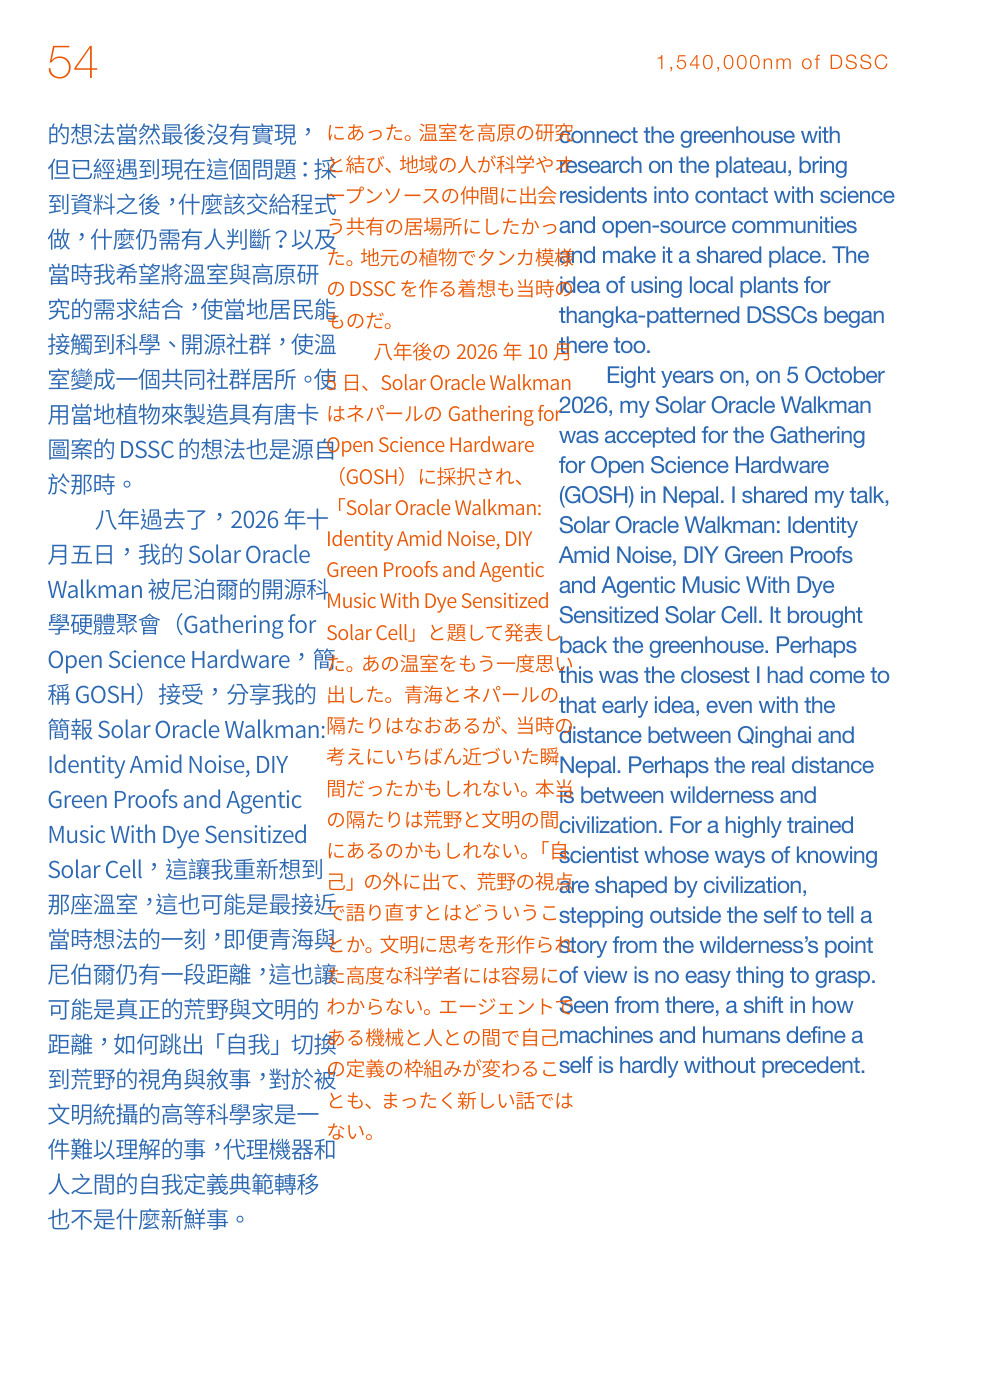 54
1,540,000nm of DSSC
的想法當然最後沒有實現，
但已經遇到現在這個問題：採
到資料之後，什麼該交給程式
做，什麼仍需有人判斷？以及
當時我希望將溫室與高原研
究的需求結合，使當地居民能
接觸到科學、開源社群，使溫
室變成一個共同社群居所。使
用當地植物來製造具有唐卡
圖案的 DSSC 的想法也是源自
於那時。
八年過去了，2026 年十
月五日，我的 Solar Oracle
Walkman 被尼泊爾的開源科
學硬體聚會（Gathering for
Open Science Hardware，簡
稱 GOSH）接受，分享我的
簡報 Solar Oracle Walkman:
Identity Amid Noise, DIY
Green Proofs and Agentic
Music With Dye Sensitized
Solar Cell，這讓我重新想到
那座溫室，這也可能是最接近
當時想法的一刻，即便青海與
尼伯爾仍有一段距離，這也讓
可能是真正的荒野與文明的
距離，如何跳出「自我」切換
到荒野的視角與敘事，對於被
文明統攝的高等科學家是一
件難以理解的事，代理機器和
人之間的自我定義典範轉移
也不是什麼新鮮事。
にあった。温室を高原の研究
と結び、地域の人が科学やオ
ープンソースの仲間に出会
う共有の居場所にしたかっ
た。地元の植物でタンカ模様
の DSSC を作る着想も当時の
ものだ。
八年後の 2026 年 10 月
5 日、Solar Oracle Walkman
はネパールの Gathering for
Open Science Hardware
（GOSH）に採択され、
「Solar Oracle Walkman:
Identity Amid Noise, DIY
Green Proofs and Agentic
Music With Dye Sensitized
Solar Cell」と題して発表し
た。あの温室をもう一度思い
出した。青海とネパールの
隔たりはなおあるが、当時の
考えにいちばん近づいた瞬
間だったかもしれない。本当
の隔たりは荒野と文明の間
にあるのかもしれない。「自
己」の外に出て、荒野の視点
で語り直すとはどういうこ
とか。文明に思考を形作られ
た高度な科学者には容易に
わからない。エージェントで
ある機械と人との間で自己
の定義の枠組みが変わるこ
とも、まったく新しい話では
ない。
connect the greenhouse with
research on the plateau, bring
residents into contact with science
and open-source communities
and make it a shared place. The
idea of using local plants for
thangka-patterned DSSCs began
there too.
Eight years on, on 5 October
2026, my Solar Oracle Walkman
was accepted for the Gathering
for Open Science Hardware
(GOSH) in Nepal. I shared my talk,
Solar Oracle Walkman: Identity
Amid Noise, DIY Green Proofs
and Agentic Music With Dye
Sensitized Solar Cell. It brought
back the greenhouse. Perhaps
this was the closest I had come to
that early idea, even with the
distance between Qinghai and
Nepal. Perhaps the real distance
is between wilderness and
civilization. For a highly trained
scientist whose ways of knowing
are shaped by civilization,
stepping outside the self to tell a
story from the wilderness’s point
of view is no easy thing to grasp.
Seen from there, a shift in how
machines and humans define a
self is hardly without precedent.